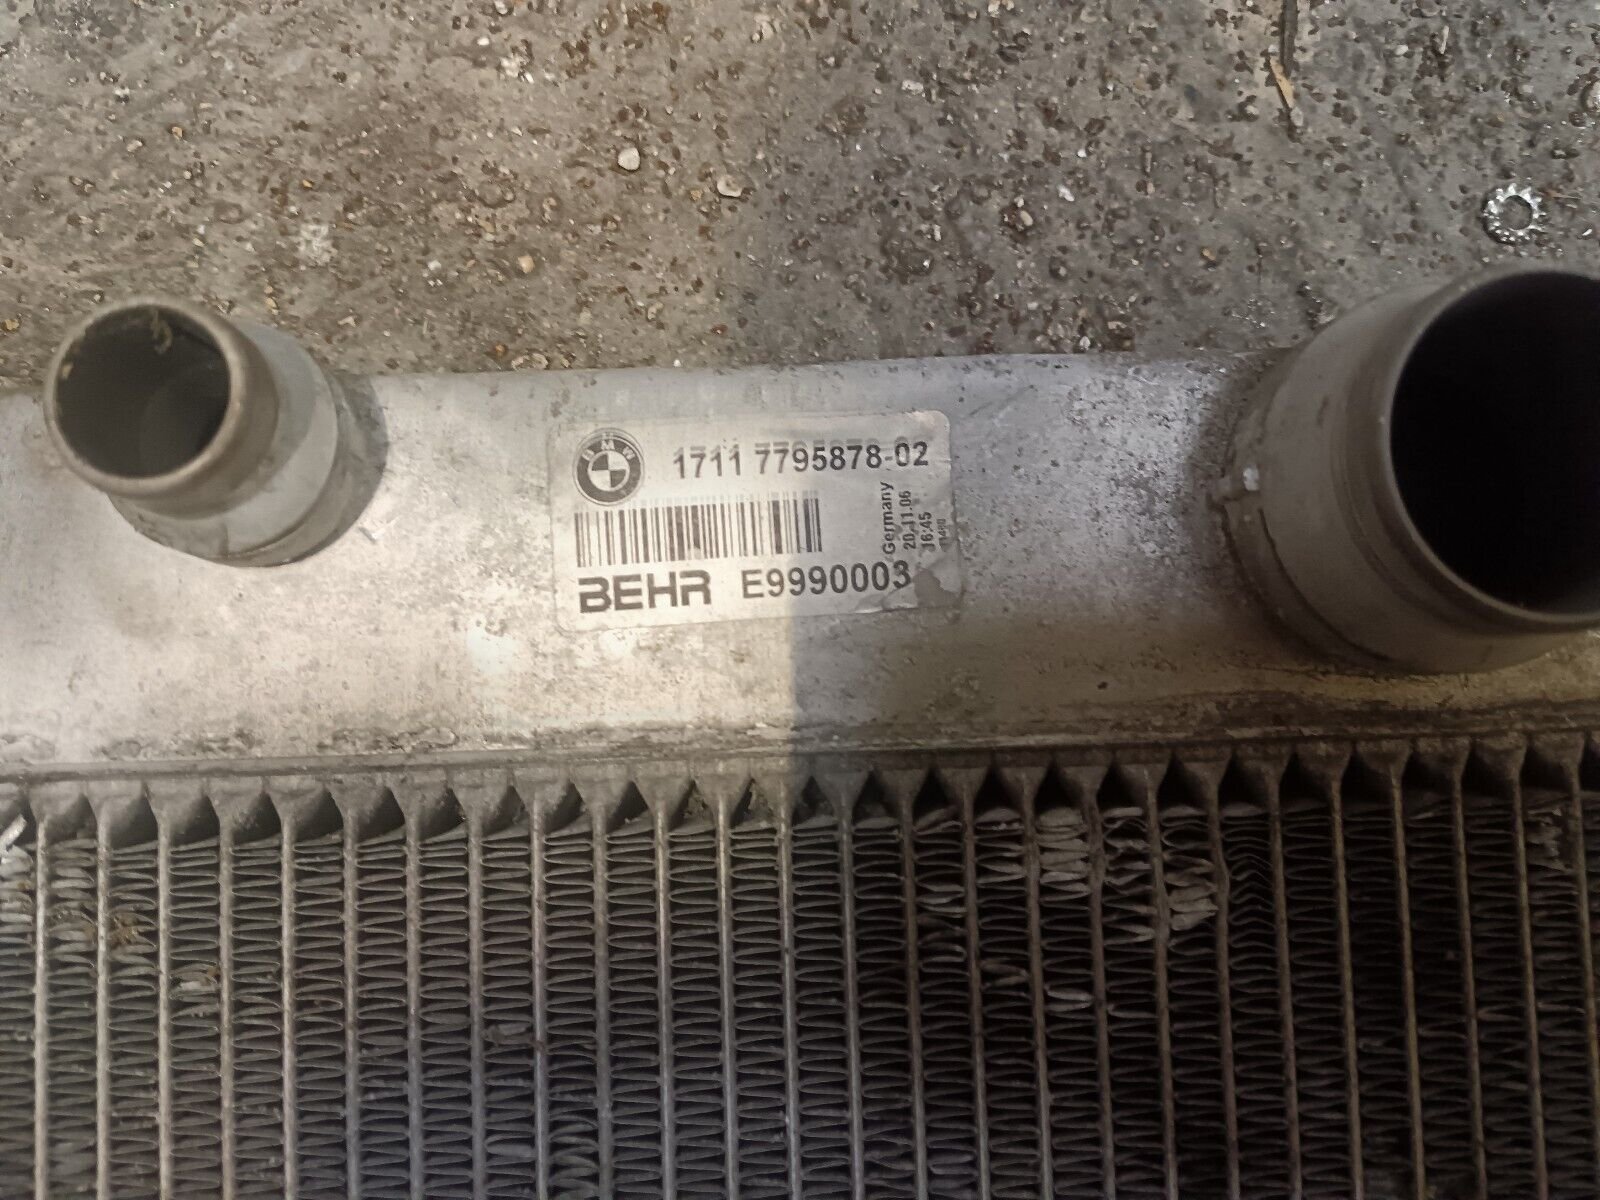 BMW
1711 7795878-02
Germany
20.11.06
16:45
BEHR E9990003